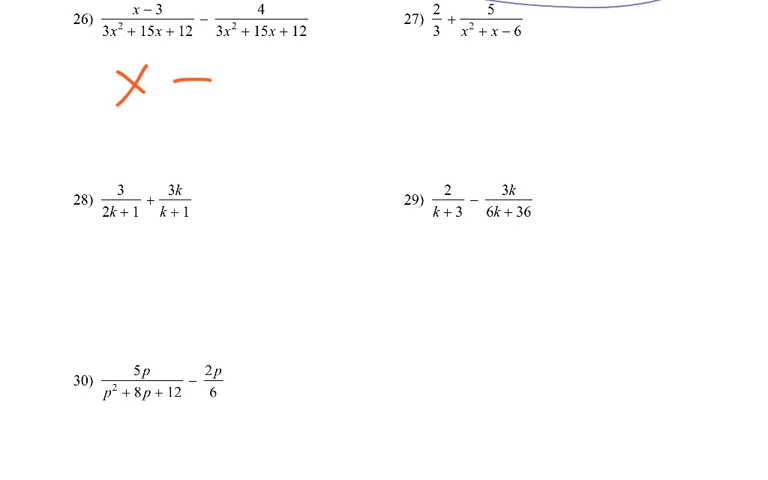 26) (x − 3)/(3x² + 15x + 12) − 4/(3x² + 15x + 12)
27) 2/3 + 5/(x² + x − 6)
x −
28) 3/(2k + 1) + 3k/(k + 1)
29) 2/(k + 3) − 3k/(6k + 36)
30) 5p/(p² + 8p + 12) − 2p/6